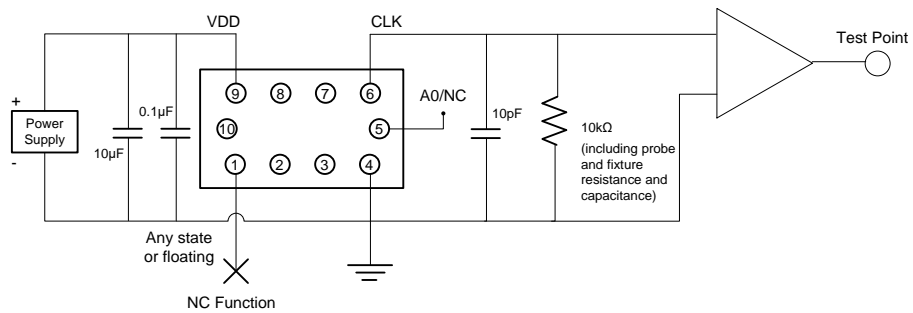 VDD
CLK
Test Point
+
Power
Supply
-
10µF
0.1µF
9
8
7
6
10
5
1
2
3
4
A0/NC
10pF
10kΩ
(including probe
and fixture
resistance and
capacitance)
Any state
or floating
NC Function